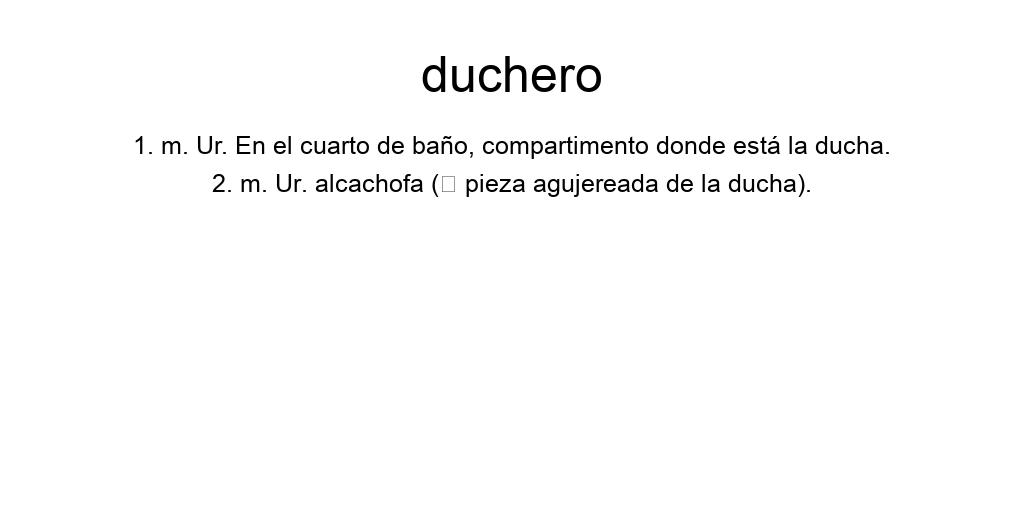 duchero
1. m. Ur. En el cuarto de baño, compartimento donde está la ducha.
2. m. Ur. alcachofa (▯ pieza agujereada de la ducha).